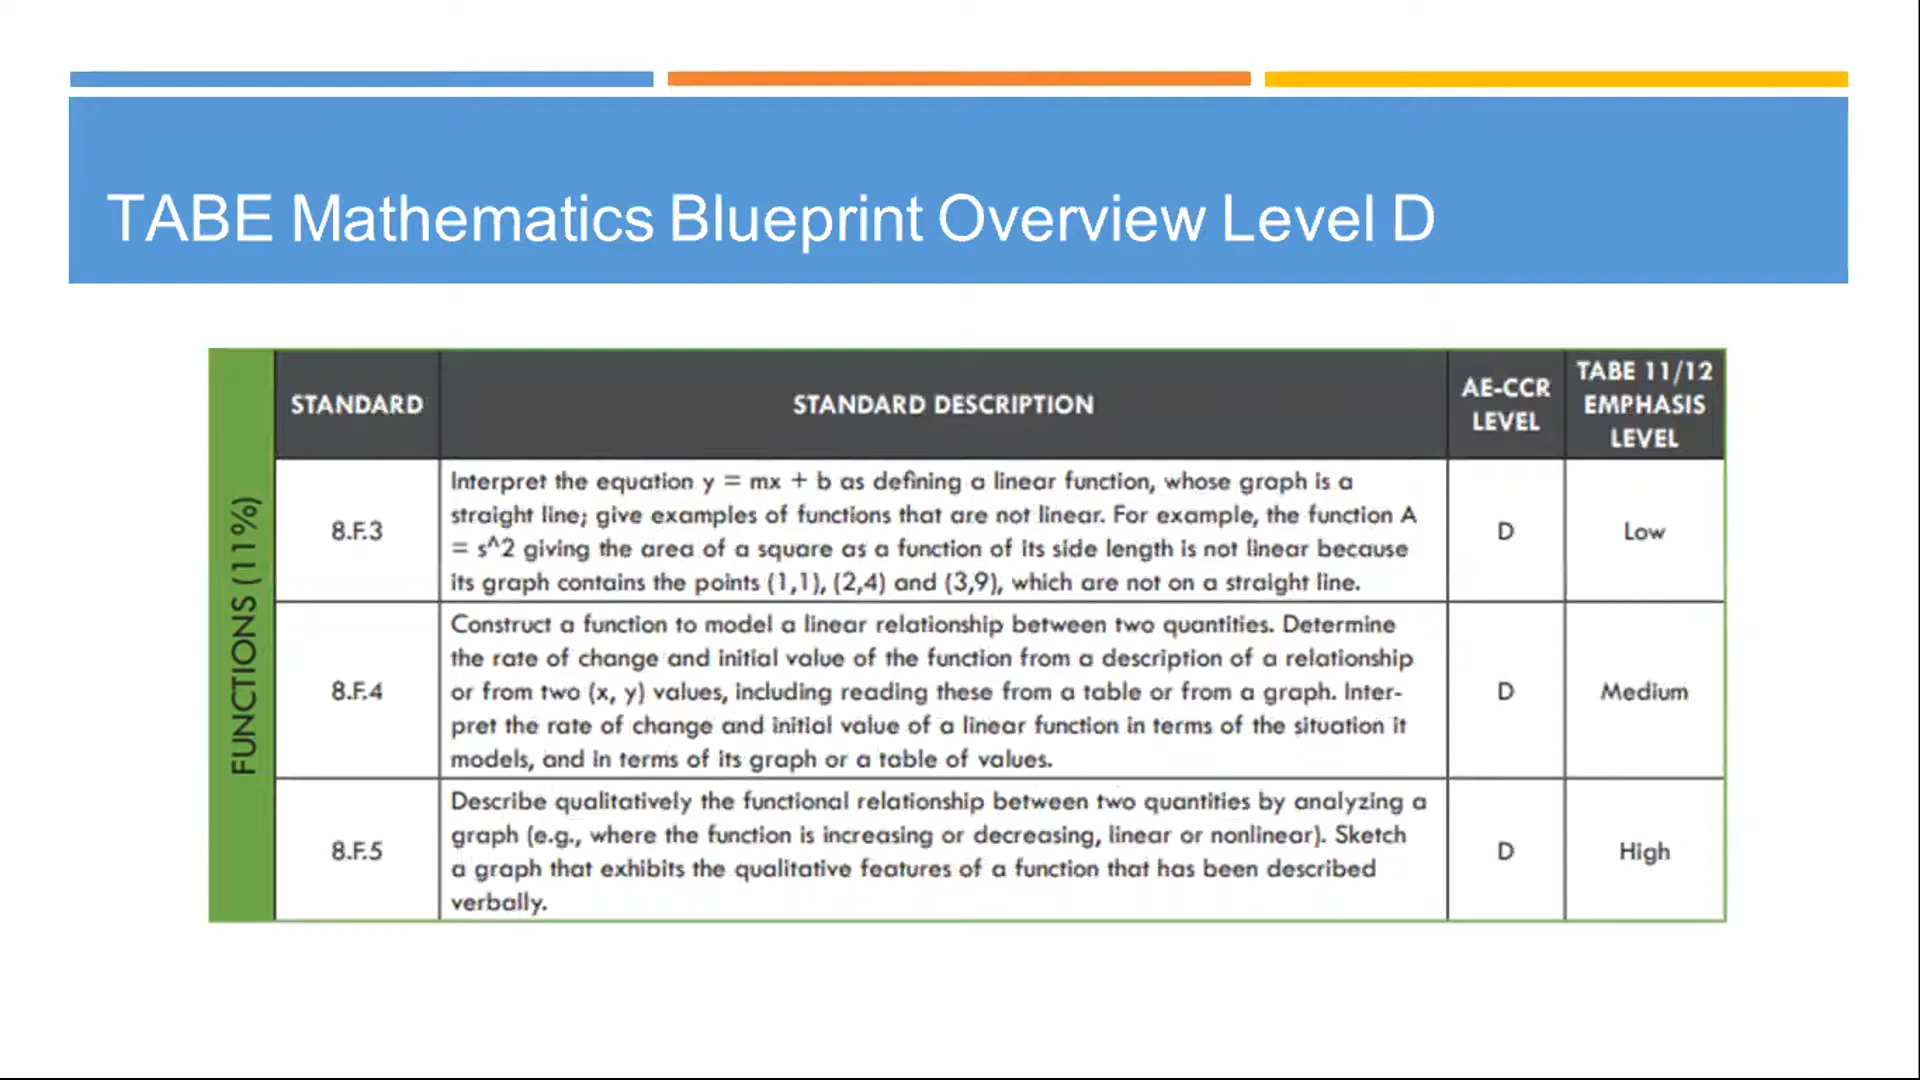 TABE Mathematics Blueprint Overview Level D
FUNCTIONS (11%)
STANDARD
STANDARD DESCRIPTION
AE-CCR
LEVEL
TABE 11/12
EMPHASIS
LEVEL
8.F.3
Interpret the equation y = mx + b as defining a linear function, whose graph is a
straight line; give examples of functions that are not linear. For example, the function A
= s^2 giving the area of a square as a function of its side length is not linear because
its graph contains the points (1,1), (2,4) and (3,9), which are not on a straight line.
D
Low
8.F.4
Construct a function to model a linear relationship between two quantities. Determine
the rate of change and initial value of the function from a description of a relationship
or from two (x, y) values, including reading these from a table or from a graph. Inter-
pret the rate of change and initial value of a linear function in terms of the situation it
models, and in terms of its graph or a table of values.
D
Medium
8.F.5
Describe qualitatively the functional relationship between two quantities by analyzing a
graph (e.g., where the function is increasing or decreasing, linear or nonlinear). Sketch
a graph that exhibits the qualitative features of a function that has been described
verbally.
D
High